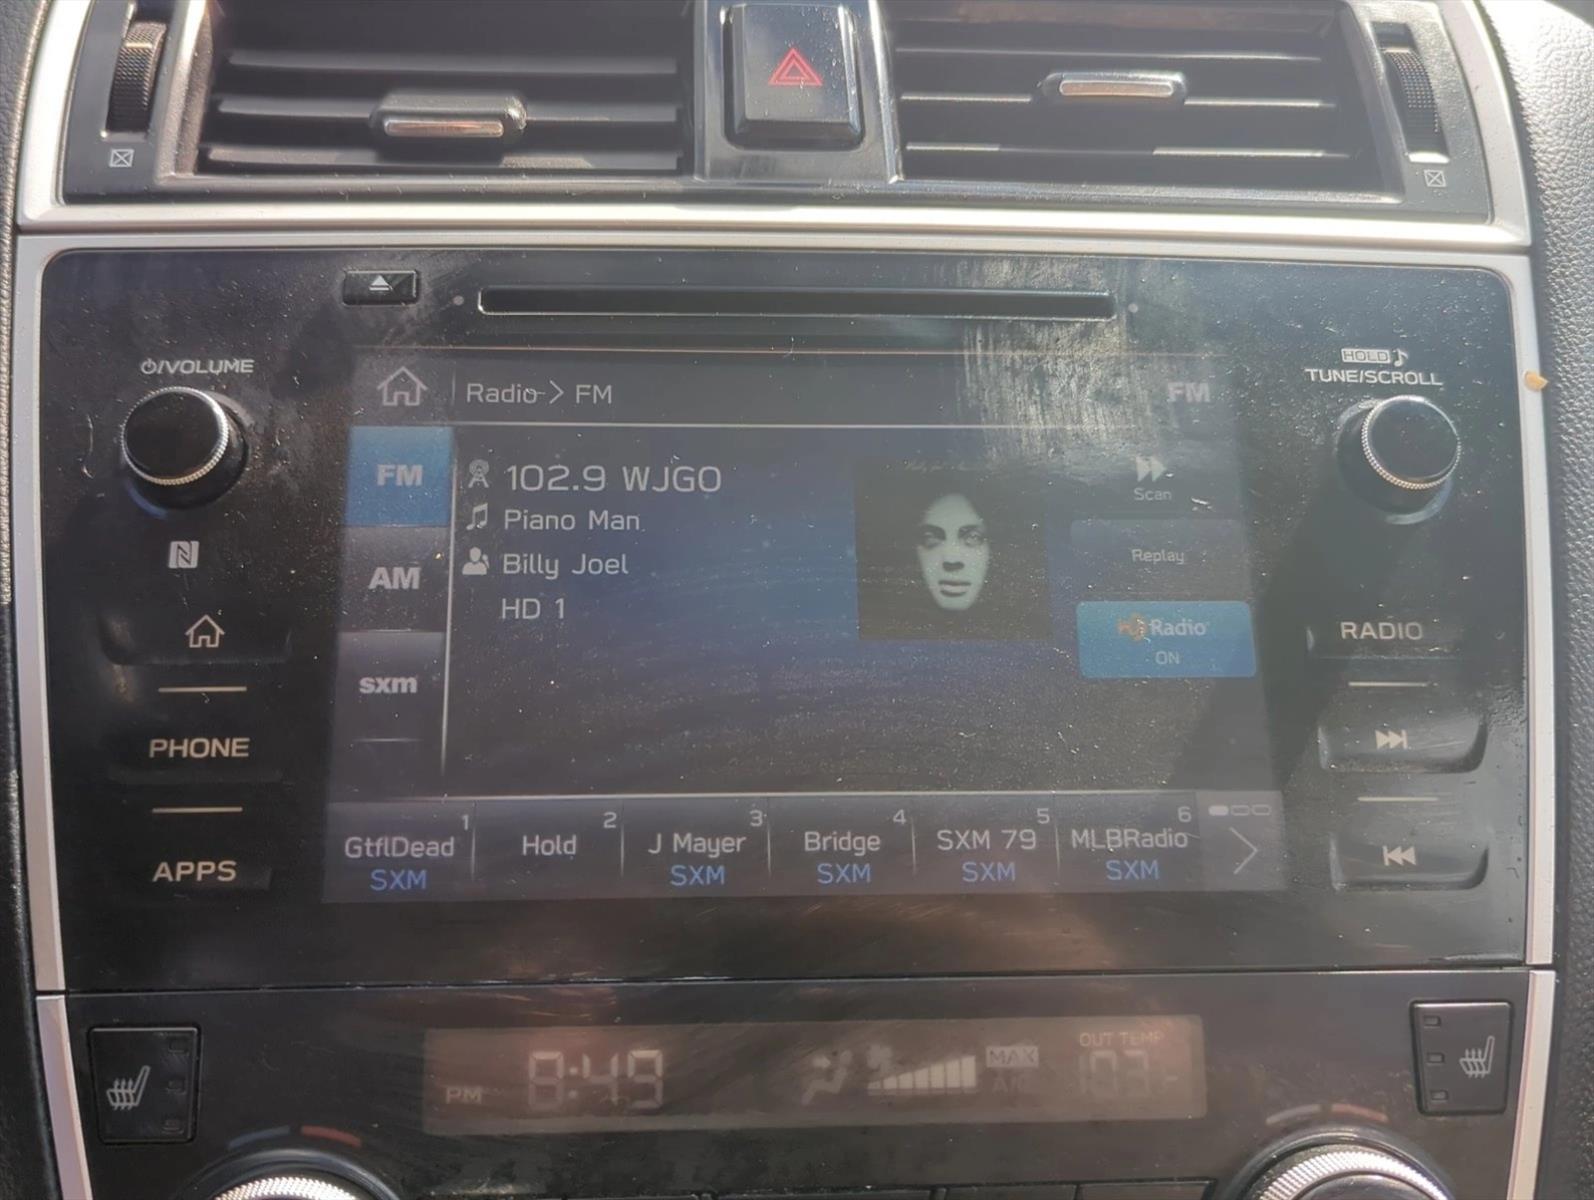 ⏻/VOLUME
HOLD ♪
TUNE/SCROLL
Radio > FM
FM
FM
102.9 WJGO
Scan
Piano Man
Replay
Billy Joel
AM
HD 1
HD Radio
ON
RADIO
sxm
PHONE
APPS
1
2
3
4
5
6
GtflDead
Hold
J Mayer
Bridge
SXM 79
MLBRadio
SXM
SXM
SXM
SXM
SXM
OUT TEMP
PM 8:49
MAX
A/C
103